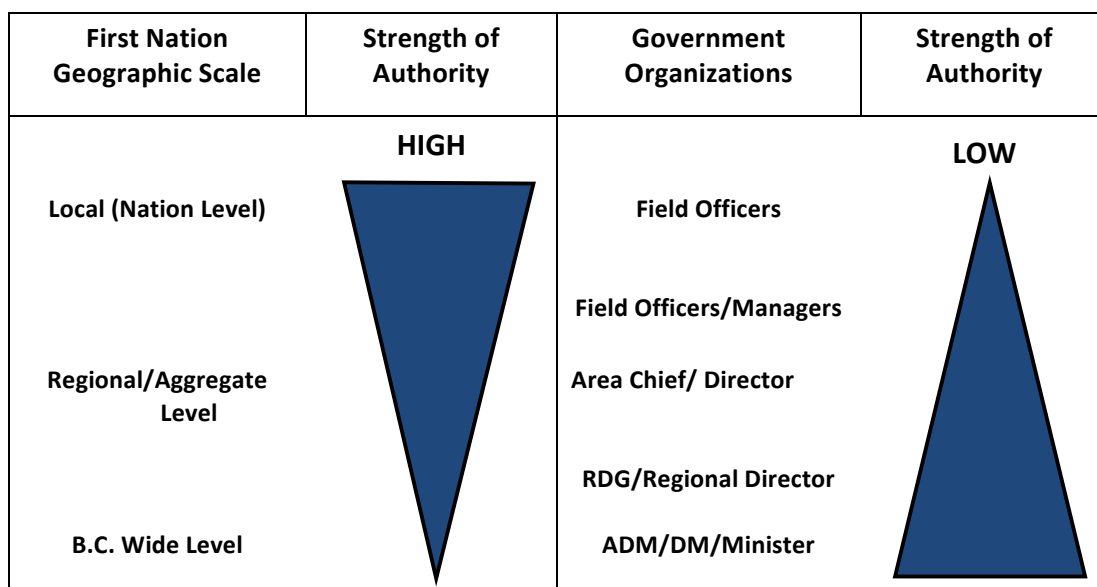 First Nation
Geographic Scale
Strength of
Authority
Government
Organizations
Strength of
Authority
HIGH
LOW
Local (Nation Level)
Field Officers
Field Officers/Managers
Regional/Aggregate
Level
Area Chief/ Director
RDG/Regional Director
B.C. Wide Level
ADM/DM/Minister